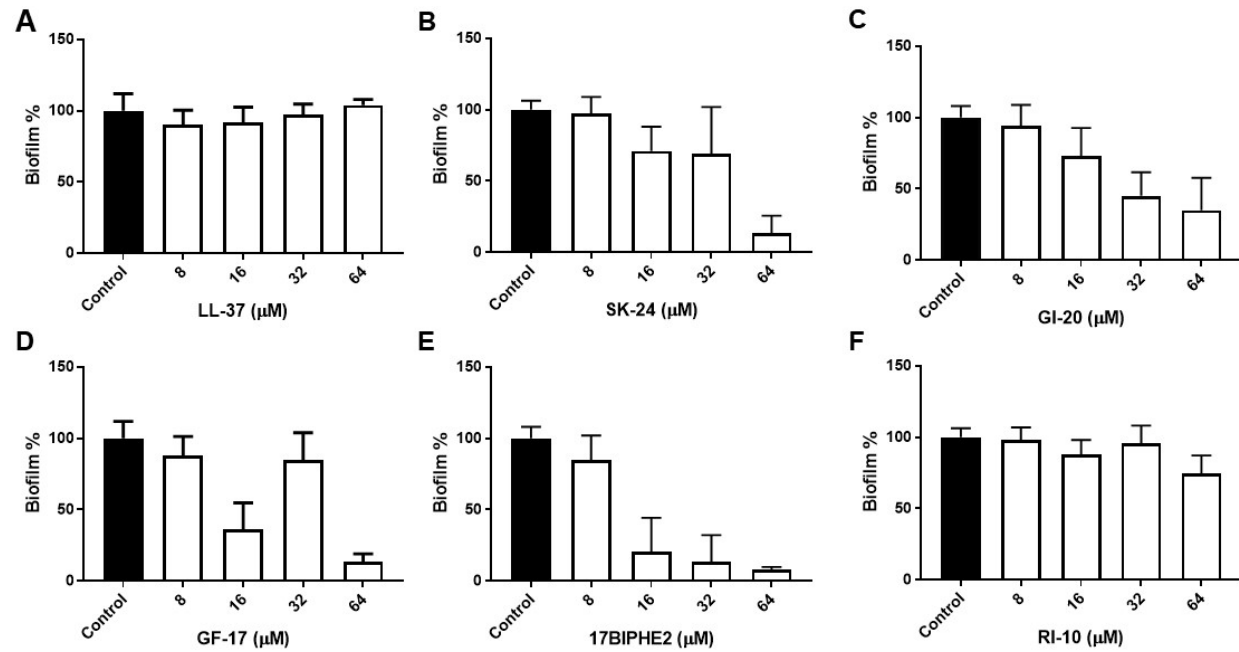 A
150
100
50
0
Biofilm %
Control
8
16
32
64
LL-37 (μM)
B
150
100
50
0
Biofilm %
Control
8
16
32
64
SK-24 (μM)
C
150
100
50
0
Biofilm %
Control
8
16
32
64
GI-20 (μM)
D
150
100
50
0
Biofilm %
Control
8
16
32
64
GF-17 (μM)
E
150
100
50
0
Biofilm %
Control
8
16
32
64
17BIPHE2 (μM)
F
150
100
50
0
Biofilm %
Control
8
16
32
64
RI-10 (μM)